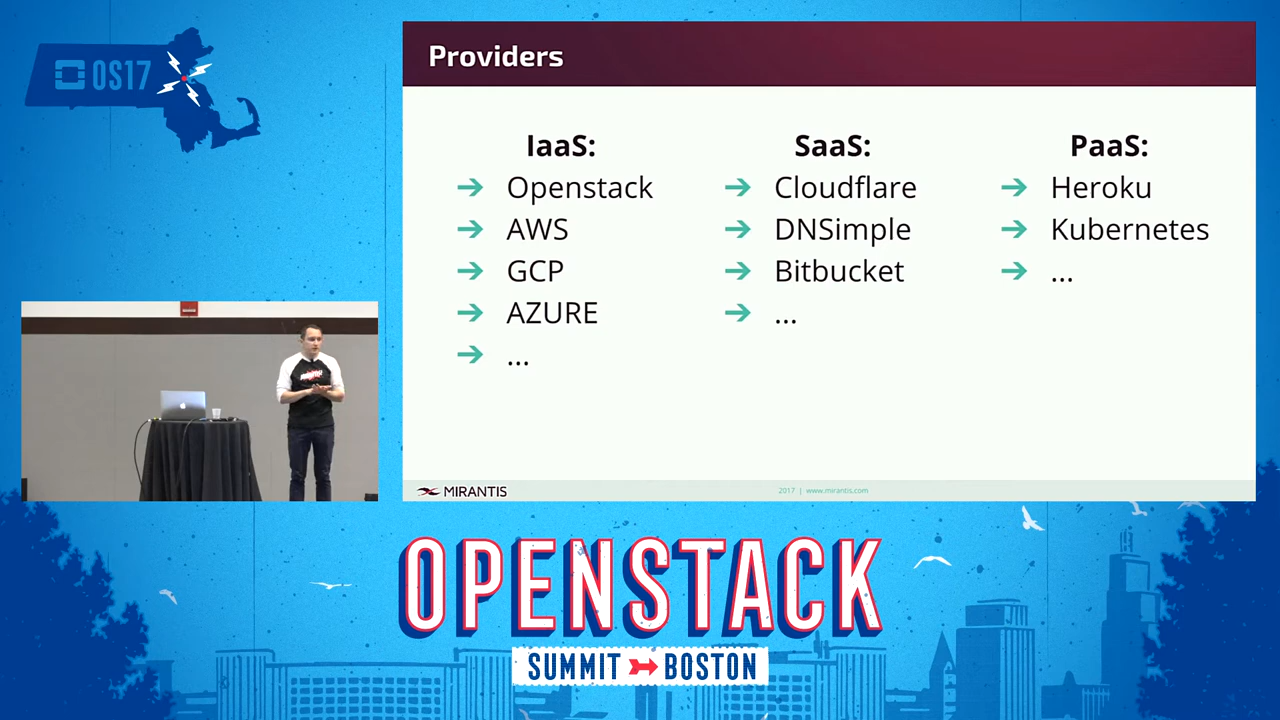 OS17
Providers
IaaS:
➔ Openstack
➔ AWS
➔ GCP
➔ AZURE
➔ ...
SaaS:
➔ Cloudflare
➔ DNSimple
➔ Bitbucket
➔ ...
PaaS:
➔ Heroku
➔ Kubernetes
➔ ...
MIRANTIS
2017 | www.mirantis.com
OPENSTACK
SUMMIT BOSTON